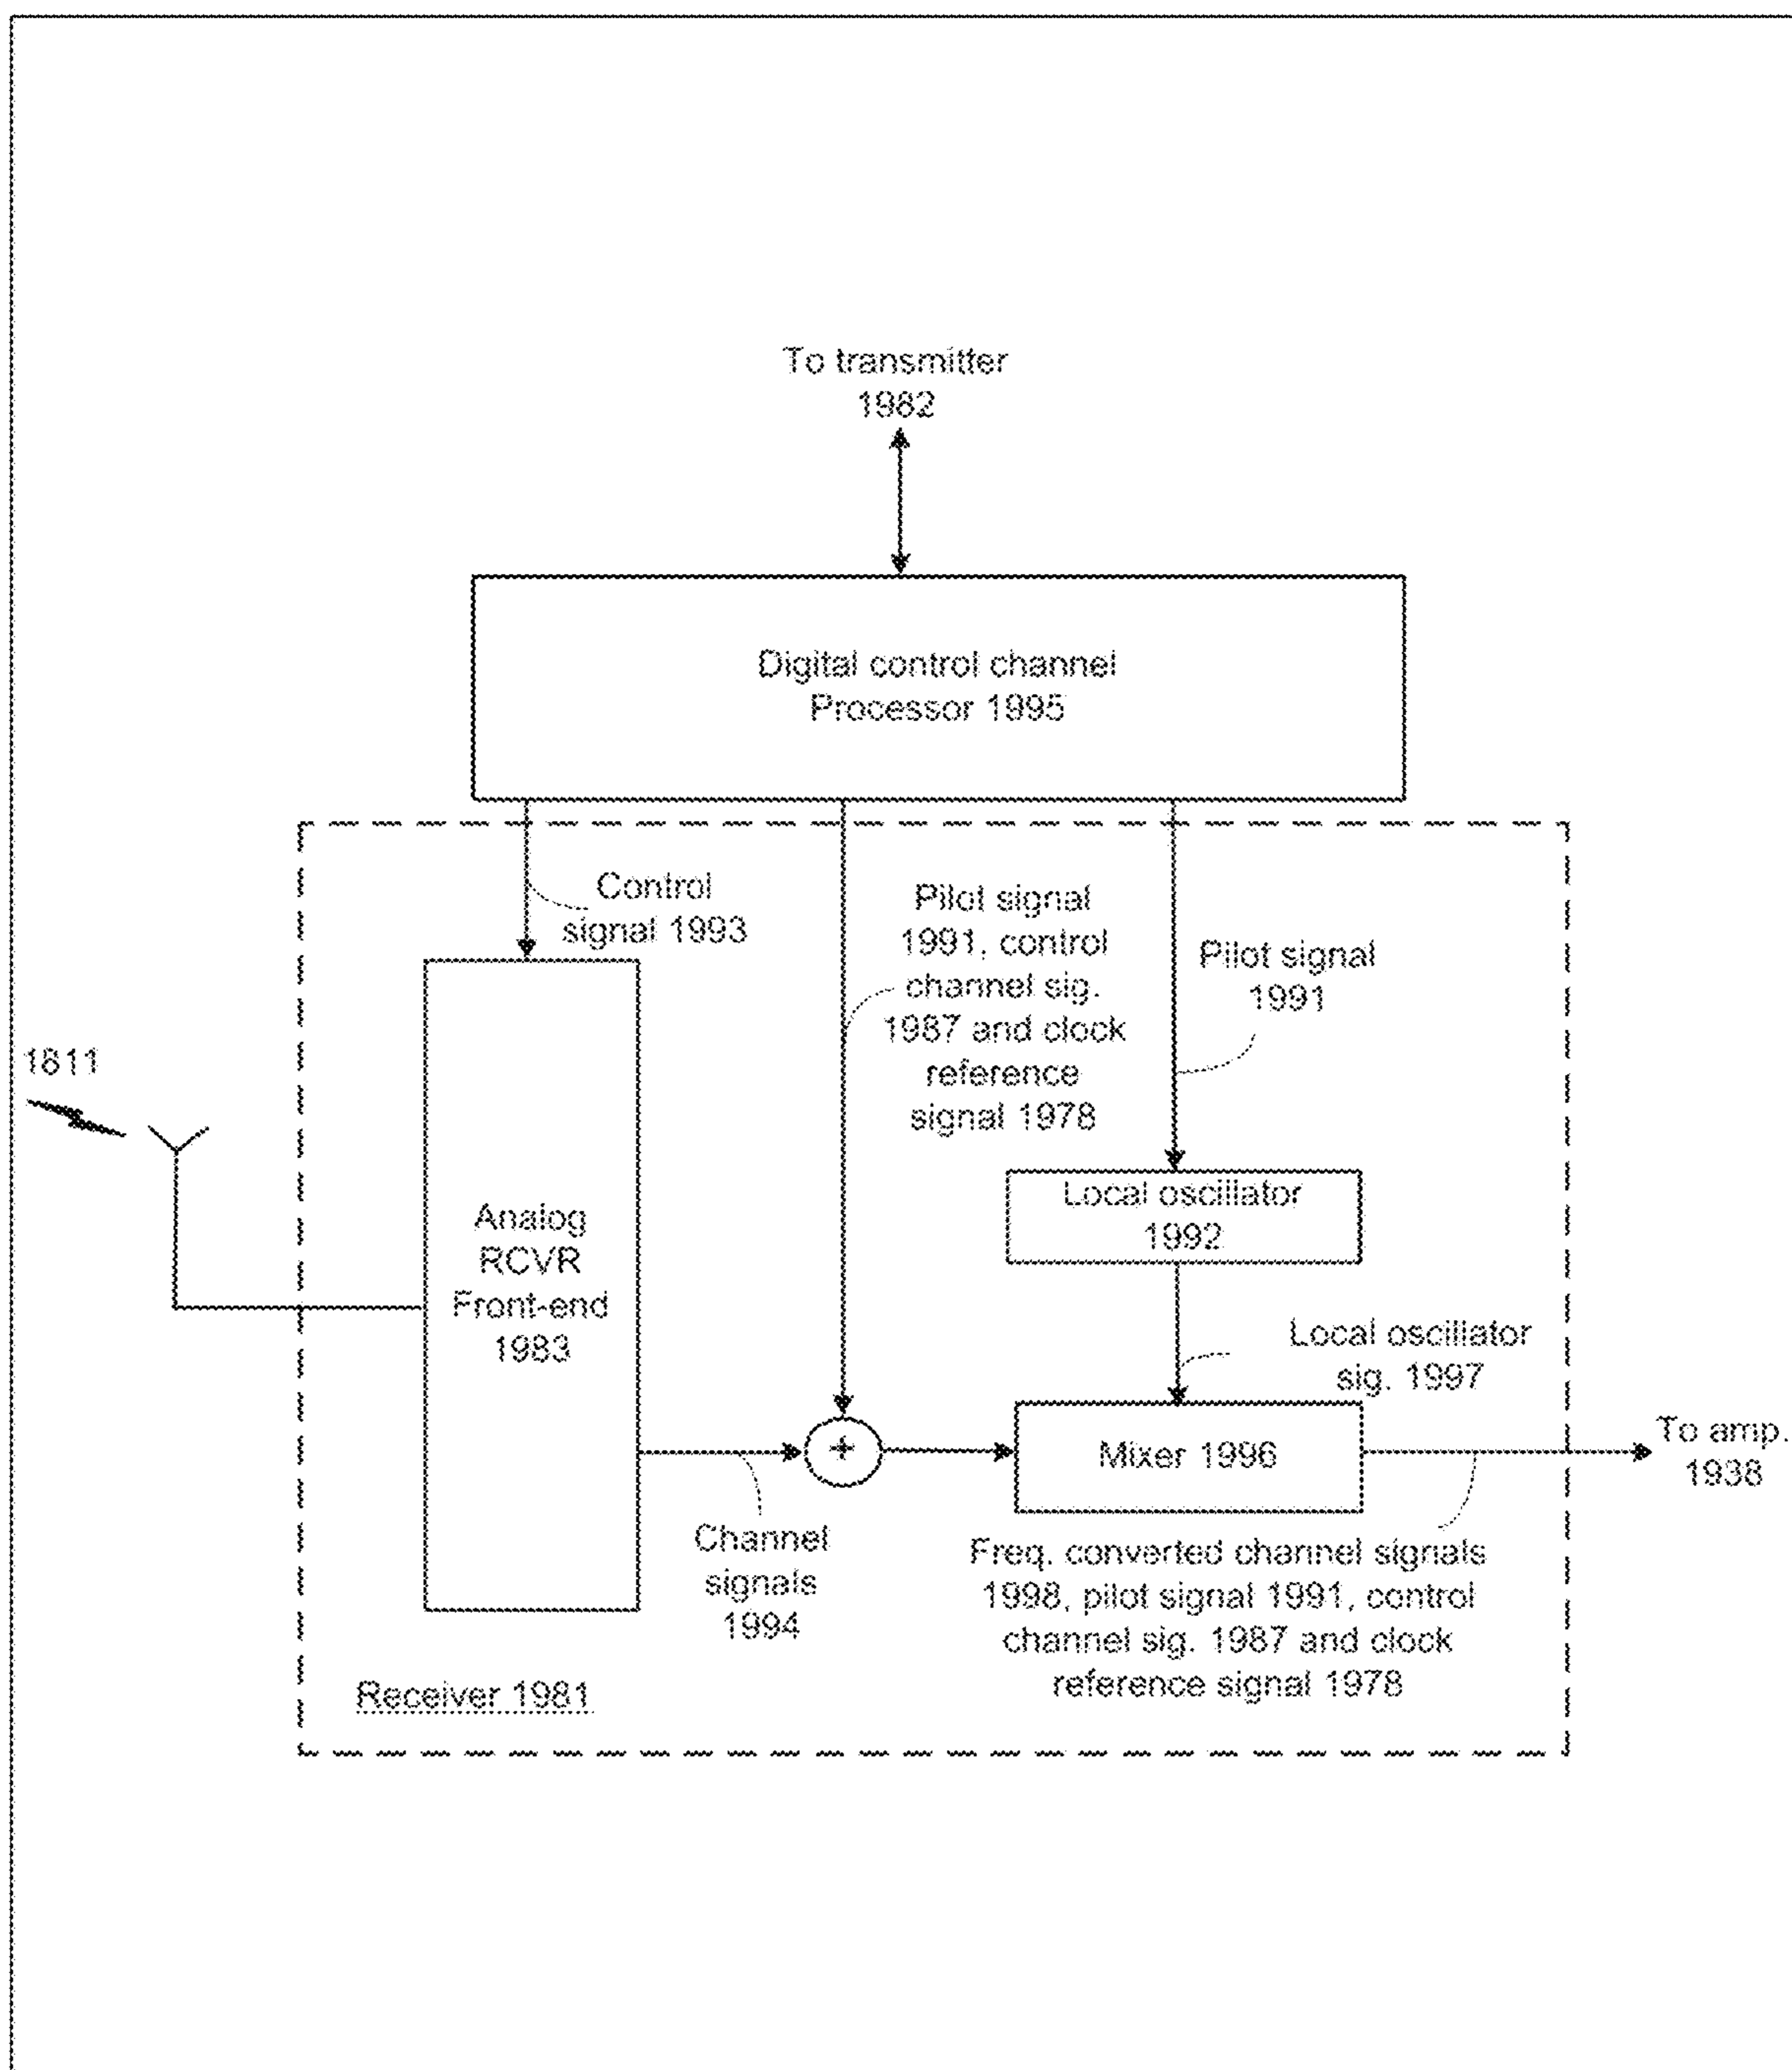 To transmitter
1982
Digital control channel
Processor 1995
Control
signal 1993
Pilot signal
1991, control
channel sig.
1987 and clock
reference
signal 1978
Pilot signal
1991
1811
Analog
RCVR
Front-end
1983
Local oscillator
1992
Local oscillator
sig. 1997
+
Mixer 1996
To amp.
1938
Channel
signals
1994
Freq. converted channel signals
1998, pilot signal 1991, control
channel sig. 1987 and clock
reference signal 1978
Receiver 1981